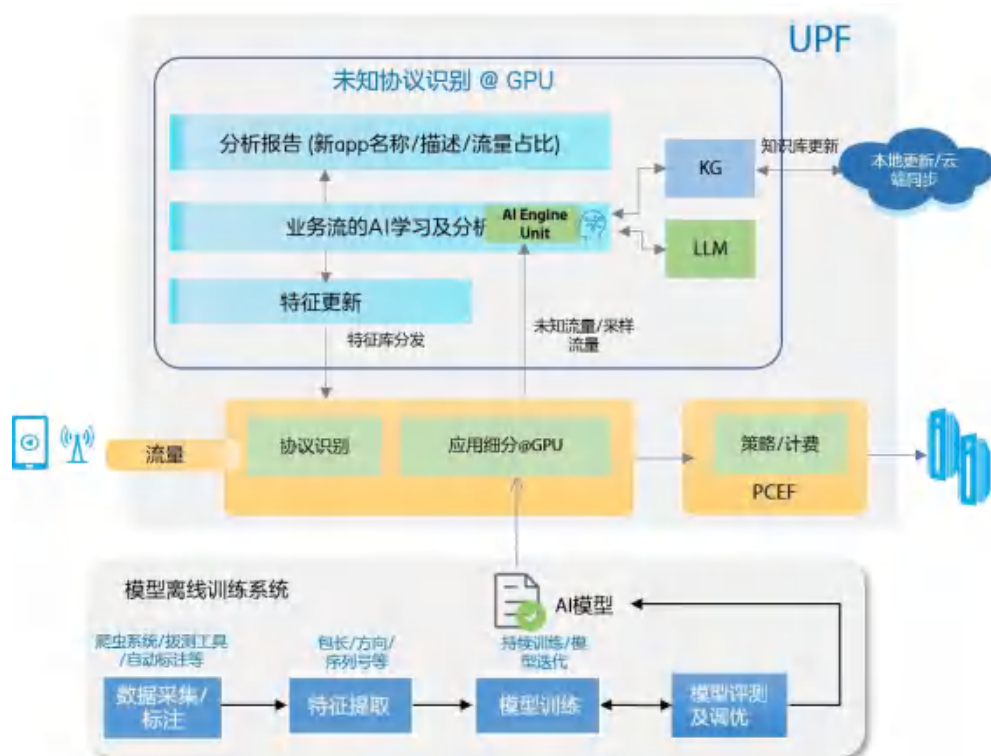 UPF
未知协议识别 @ GPU
分析报告 (新app名称/描述/流量占比)
KG
知识库更新
本地更新/云
端同步
业务流的AI学习及分析
AI Engine
Unit
LLM
特征更新
特征库分发
未知流量/采样
流量
流量
协议识别
应用细分@GPU
策略/计费
PCEF
模型离线训练系统
AI模型
爬虫系统/拨测工具
/自动标注等
包长/方向/
序列号等
持续训练/模
型迭代
数据采集/
标注
特征提取
模型训练
模型评测
及调优